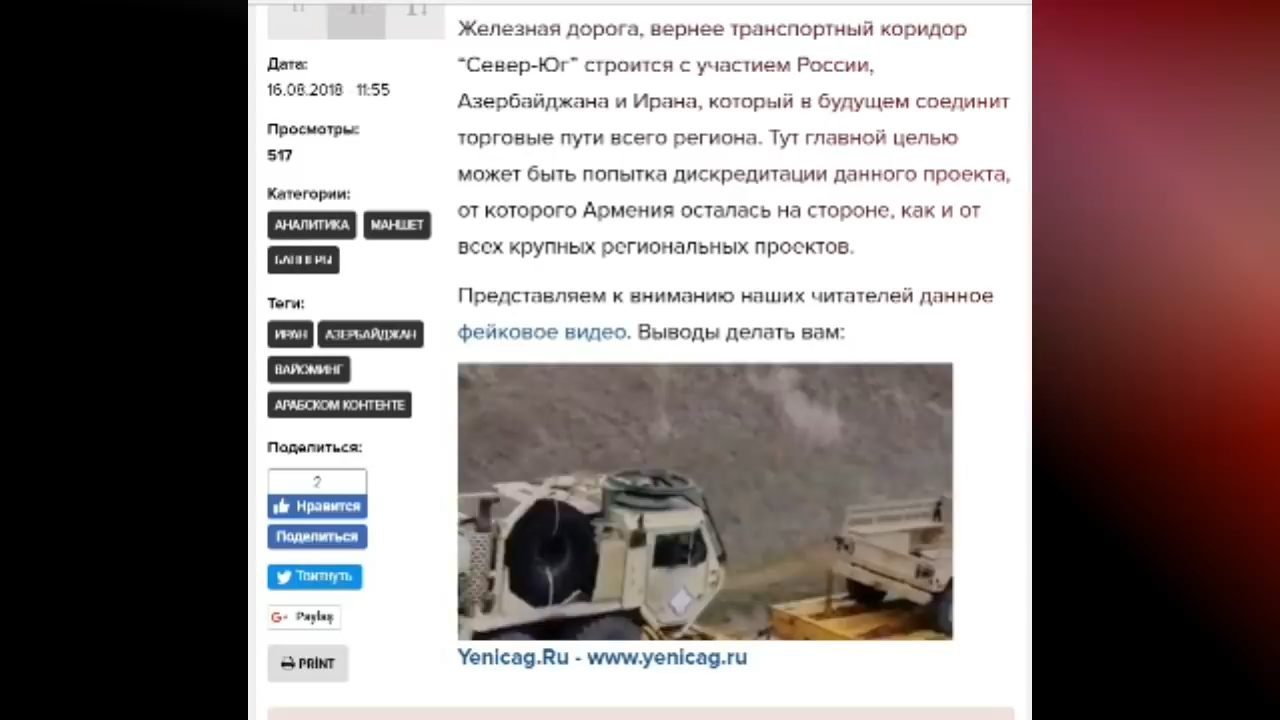 Железная дорога, вернее транспортный коридор
“Север-Юг” строится с участием России,
Азербайджана и Ирана, который в будущем соединит
торговые пути всего региона. Тут главной целью
может быть попытка дискредитации данного проекта,
от которого Армения осталась на стороне, как и от
всех крупных региональных проектов.
Представляем к вниманию наших читателей данное
фейковое видео. Выводы делать вам:
Yenicag.Ru - www.yenicag.ru
Дата:
16.08.2018 11:55
Просмотры:
517
Категории:
АНАЛИТИКА МАНШЕТ
БАННЕРЫ
Теги:
ИРАН АЗЕРБАЙДЖАН
ВАЙОМИНГ
АРАБСКОМ КОНТЕНТЕ
Поделиться:
2
Нравится
Поделиться
Твитнуть
G+ Paylaş
PRİNT